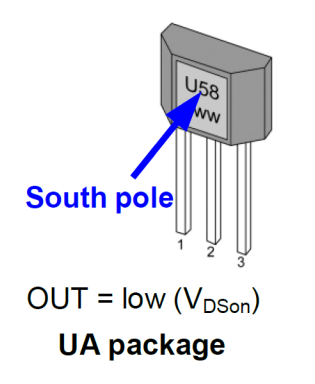 U58
ww
South pole
1
2
3
OUT = low (VDSon)
UA package